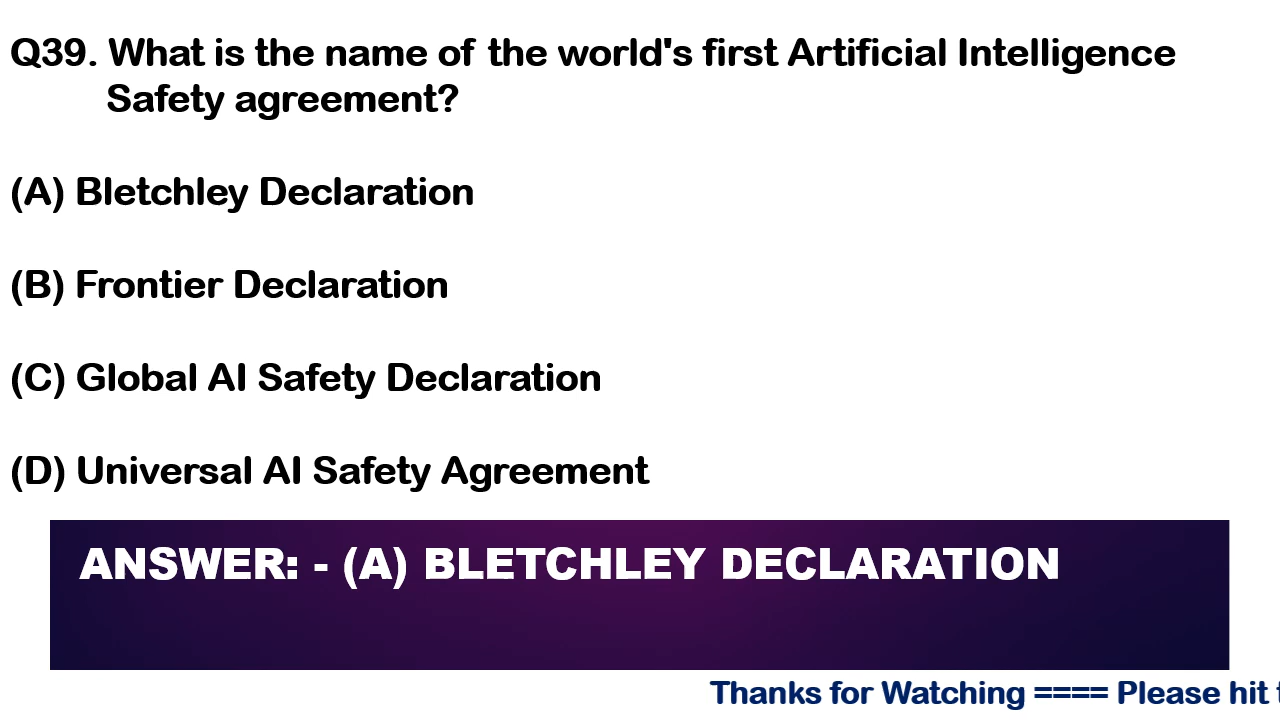 Q39. What is the name of the world's first Artificial Intelligence
Safety agreement?
(A) Bletchley Declaration
(B) Frontier Declaration
(C) Global AI Safety Declaration
(D) Universal AI Safety Agreement
ANSWER: - (A) BLETCHLEY DECLARATION
Thanks for Watching ==== Please hit